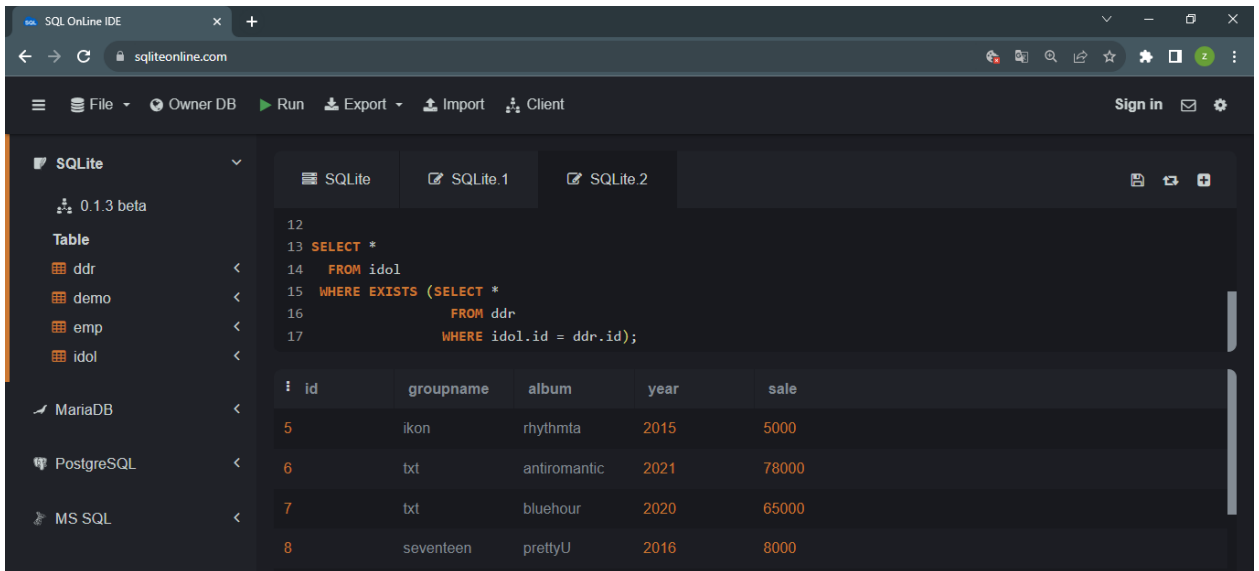 SQL OnLine IDE
sqliteonline.com
Z
File Owner DB Run Export Import Client Sign in
SQLite
0.1.3 beta
Table
ddr
demo
emp
idol
MariaDB
PostgreSQL
MS SQL
SQLite SQLite.1 SQLite.2
12
13 SELECT *
14 FROM idol
15 WHERE EXISTS (SELECT *
16 FROM ddr
17 WHERE idol.id = ddr.id);
id groupname album year sale
5 ikon rhythmta 2015 5000
6 txt antiromantic 2021 78000
7 txt bluehour 2020 65000
8 seventeen prettyU 2016 8000